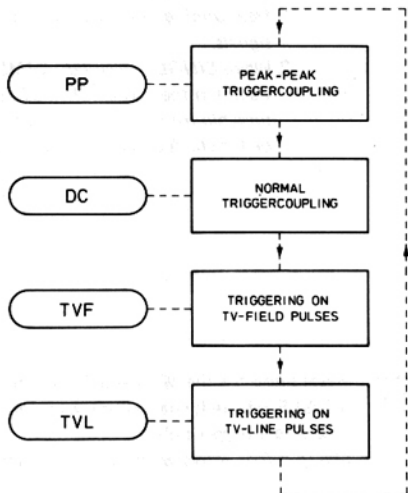 PP
PEAK-PEAK
TRIGGERCOUPLING
DC
NORMAL
TRIGGERCOUPLING
TVF
TRIGGERING ON
TV-FIELD PULSES
TVL
TRIGGERING ON
TV-LINE PULSES